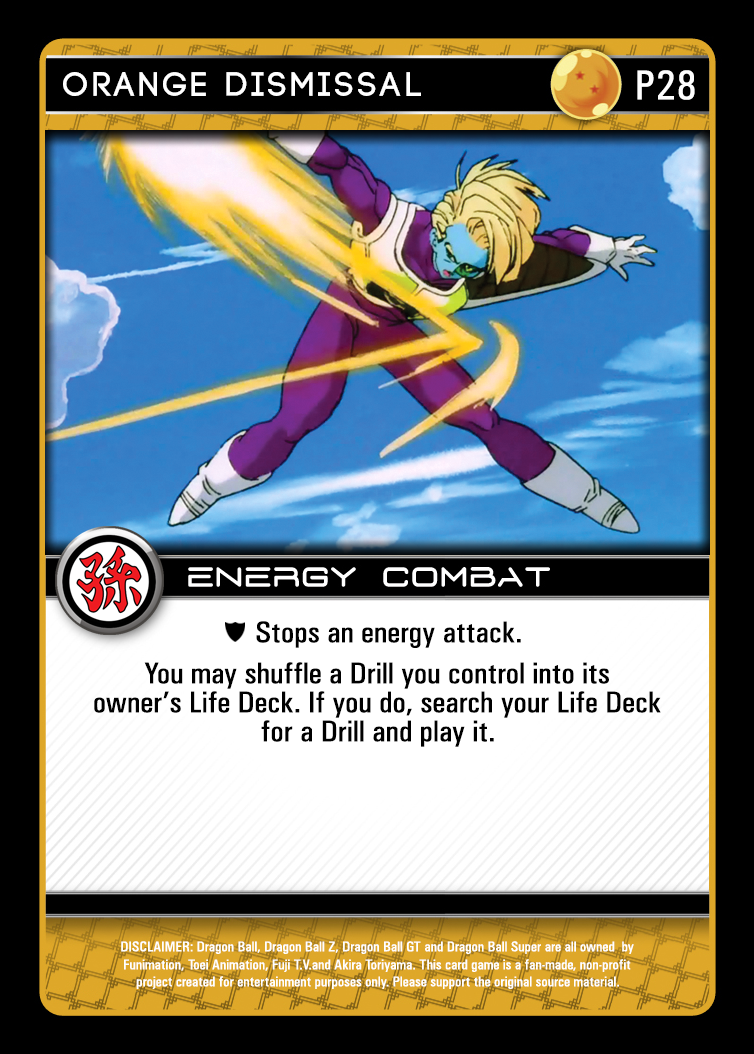 ORANGE DISMISSAL P28
孫 ENERGY COMBAT
Stops an energy attack.
You may shuffle a Drill you control into its
owner's Life Deck. If you do, search your Life Deck
for a Drill and play it.
DISCLAIMER: Dragon Ball, Dragon Ball Z, Dragon Ball GT and Dragon Ball Super are all owned by
Funimation, Toei Animation, Fuji T.V.and Akira Toriyama. This card game is a fan-made, non-profit
project created for entertainment purposes only. Please support the original source material.